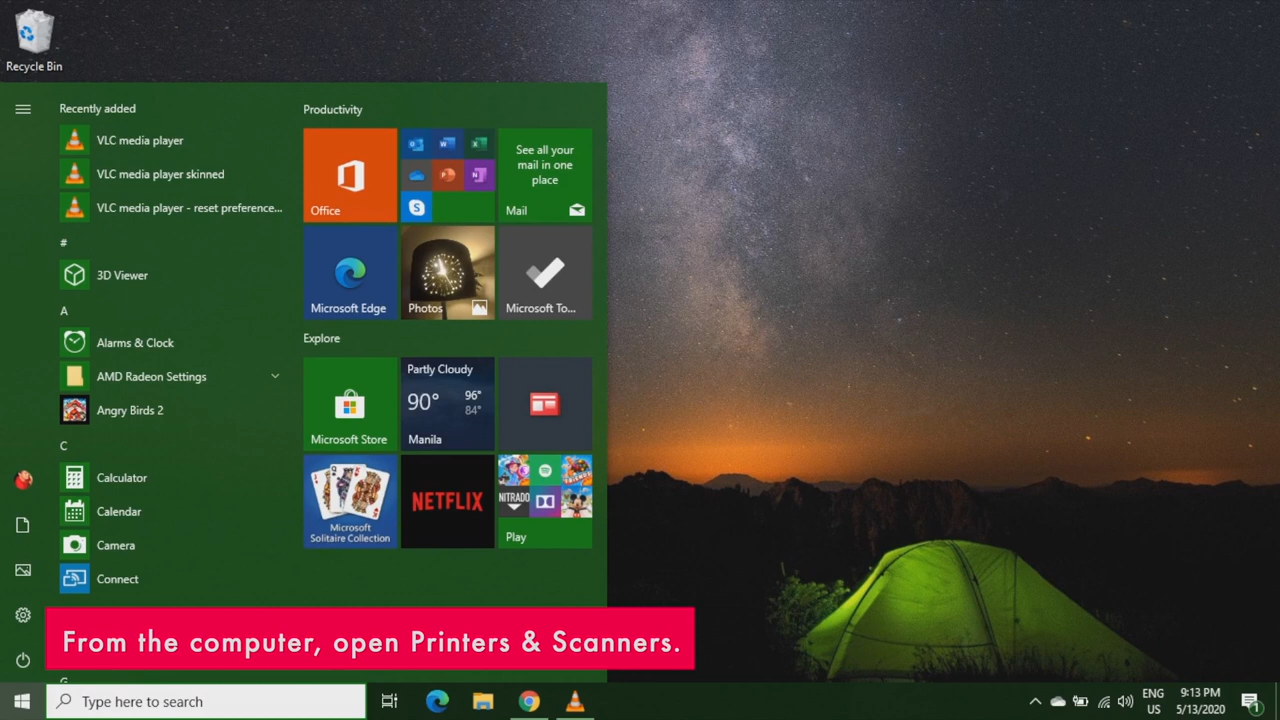 Recycle Bin
Recently added
VLC media player
VLC media player skinned
VLC media player - reset preference...
#
3D Viewer
A
Alarms & Clock
AMD Radeon Settings
Angry Birds 2
C
Calculator
Calendar
Camera
Connect
Productivity
Office
See all your
mail in one
place
Mail
Microsoft Edge
Photos
Microsoft To...
Explore
Microsoft Store
Partly Cloudy
90°
96°
84°
Manila
Microsoft
Solitaire Collection
NETFLIX
NITRADO
Play
From the computer, open Printers & Scanners.
Type here to search
ENG
US
9:13 PM
5/13/2020
1